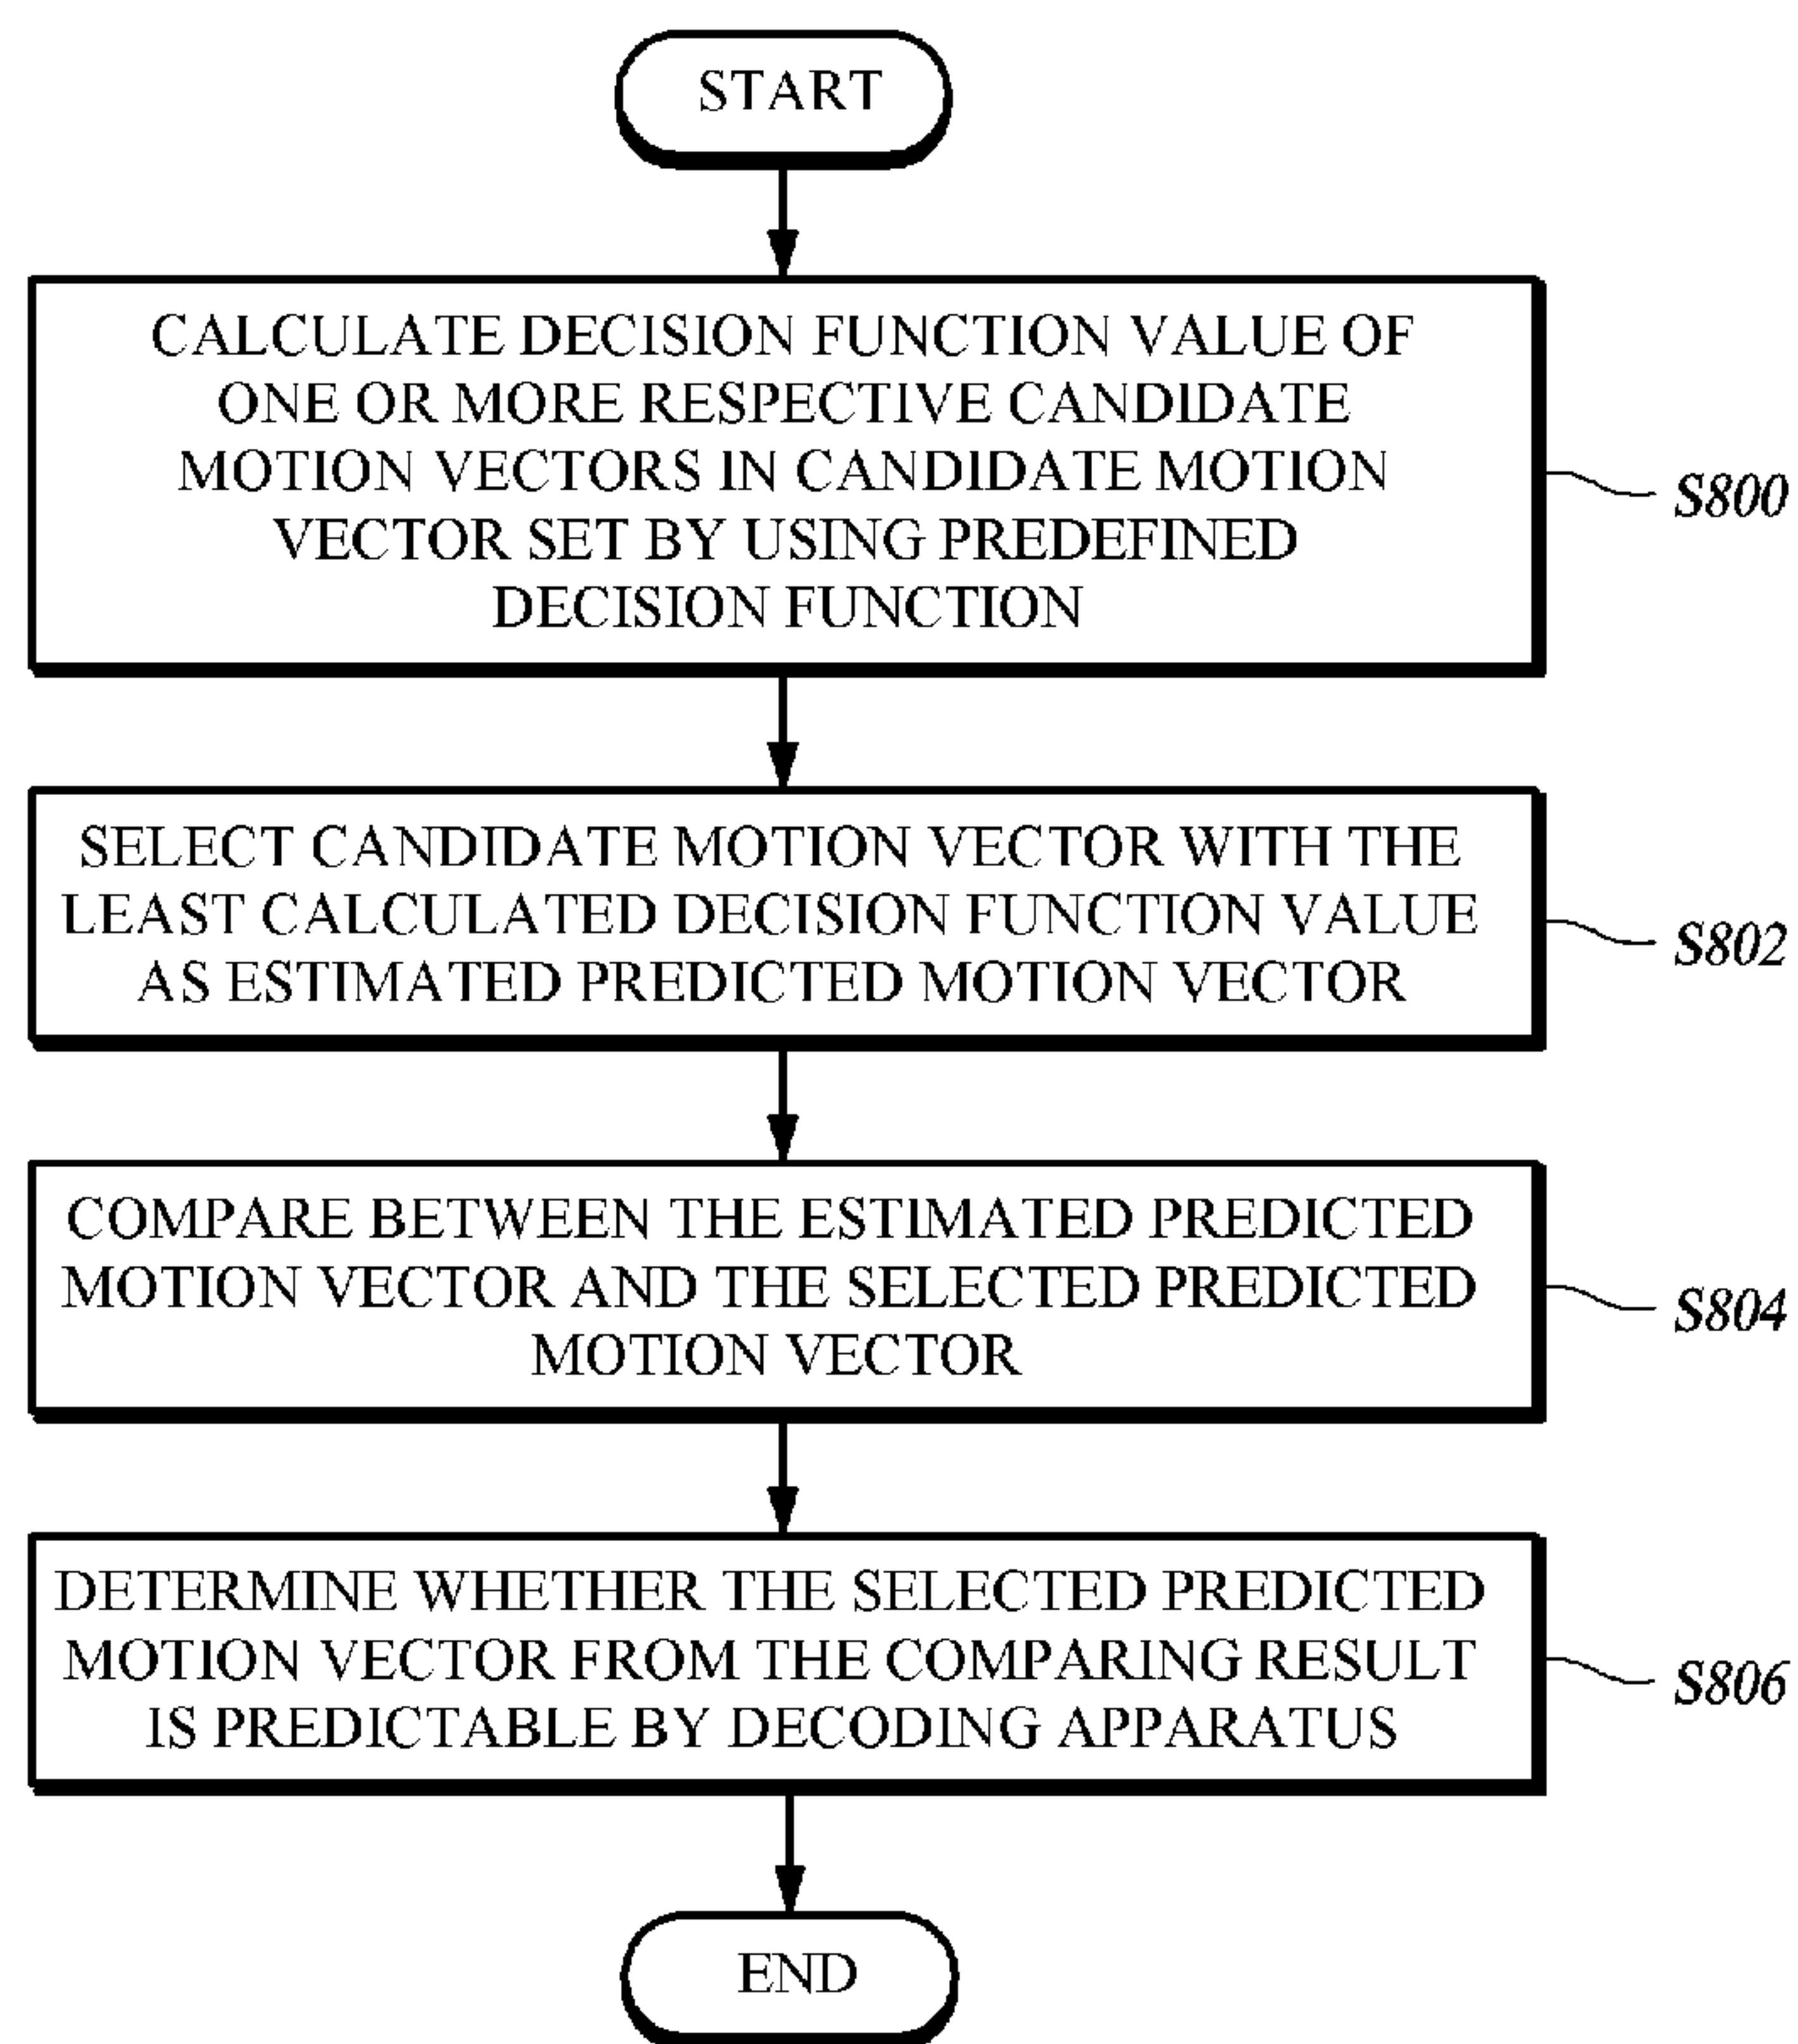 START
CALCULATE DECISION FUNCTION VALUE OF
ONE OR MORE RESPECTIVE CANDIDATE
MOTION VECTORS IN CANDIDATE MOTION
VECTOR SET BY USING PREDEFINED
DECISION FUNCTION
S800
SELECT CANDIDATE MOTION VECTOR WITH THE
LEAST CALCULATED DECISION FUNCTION VALUE
AS ESTIMATED PREDICTED MOTION VECTOR
S802
COMPARE BETWEEN THE ESTIMATED PREDICTED
MOTION VECTOR AND THE SELECTED PREDICTED
MOTION VECTOR
S804
DETERMINE WHETHER THE SELECTED PREDICTED
MOTION VECTOR FROM THE COMPARING RESULT
IS PREDICTABLE BY DECODING APPARATUS
S806
END